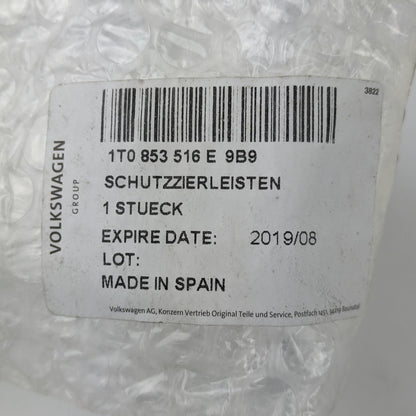 3822
VOLKSWAGEN
GROUP
1T0 853 516 E 9B9
SCHUTZZIERLEISTEN
1 STUECK
EXPIRE DATE: 2019/08
LOT:
MADE IN SPAIN
Volkswagen AG, Konzern Vertrieb Original Teile und Service, Postfach